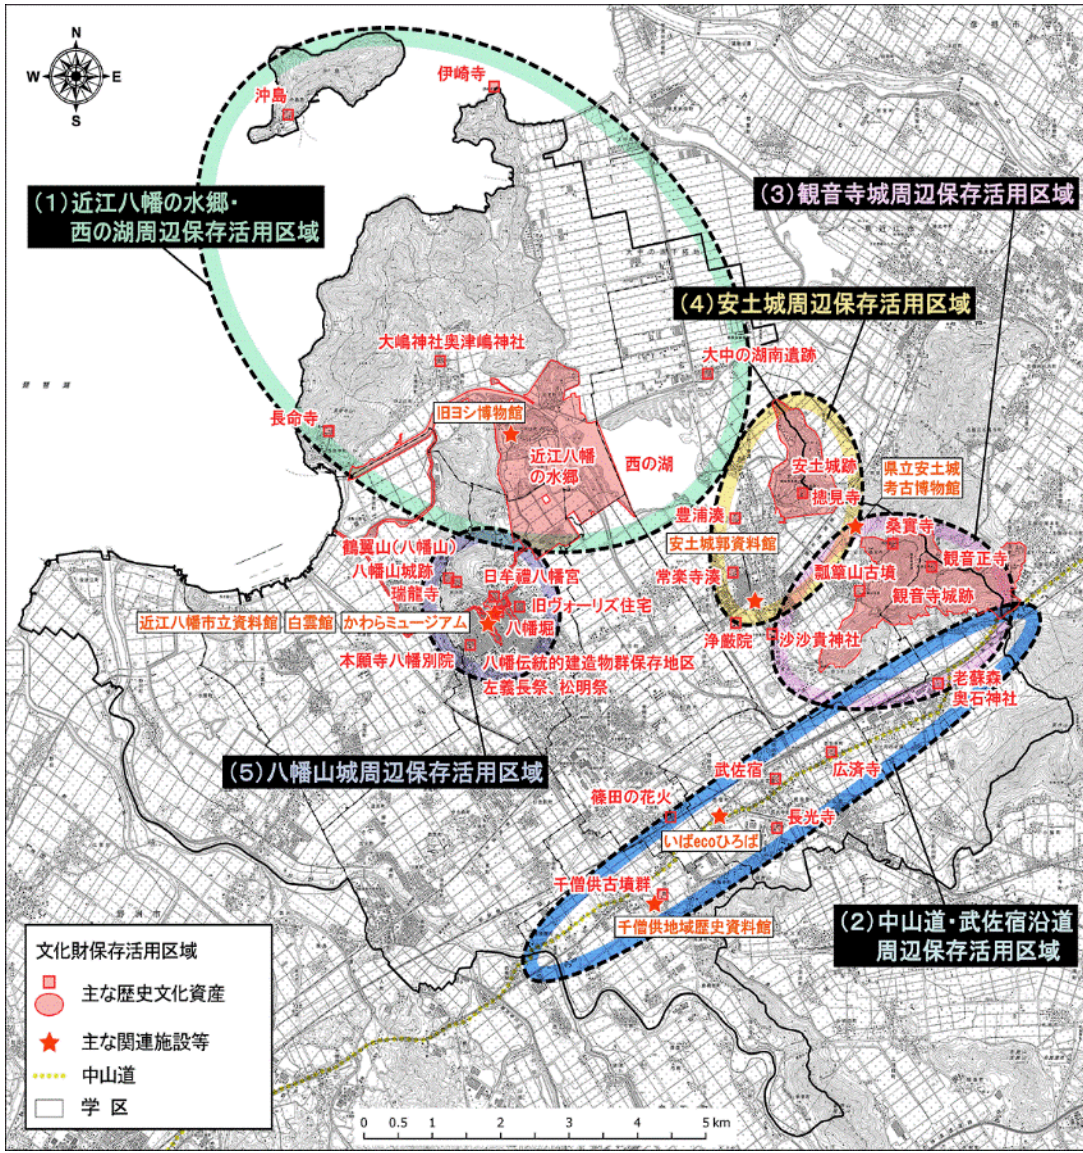 N
W
E
S
沖島
伊崎寺
(1)近江八幡の水郷・
西の湖周辺保存活用区域
(3)観音寺城周辺保存活用区域
(4)安土城周辺保存活用区域
大嶋神社奥津嶋神社
大中の湖南遺跡
長命寺
旧ヨシ博物館
近江八幡
の水郷
西の湖
安土城跡
摠見寺
県立安土城
考古博物館
豊浦湊
安土城郭資料館
桑實寺
観音正寺
瓢箪山古墳
観音寺城跡
常楽寺湊
浄厳院
沙沙貴神社
鶴翼山(八幡山)
八幡山城跡
瑞龍寺
日牟禮八幡宮
旧ヴォーリズ住宅
八幡堀
近江八幡市立資料館
白雲館
かわらミュージアム
本願寺八幡別院
八幡伝統的建造物群保存地区
左義長祭、松明祭
老蘇森
奥石神社
(5)八幡山城周辺保存活用区域
武佐宿
広済寺
篠田の花火
長光寺
いばecoひろば
千僧供古墳群
千僧供地域歴史資料館
(2)中山道・武佐宿沿道
周辺保存活用区域
文化財保存活用区域
主な歴史文化資産
主な関連施設等
中山道
学 区
0 0.5 1 2 3 4 5 km